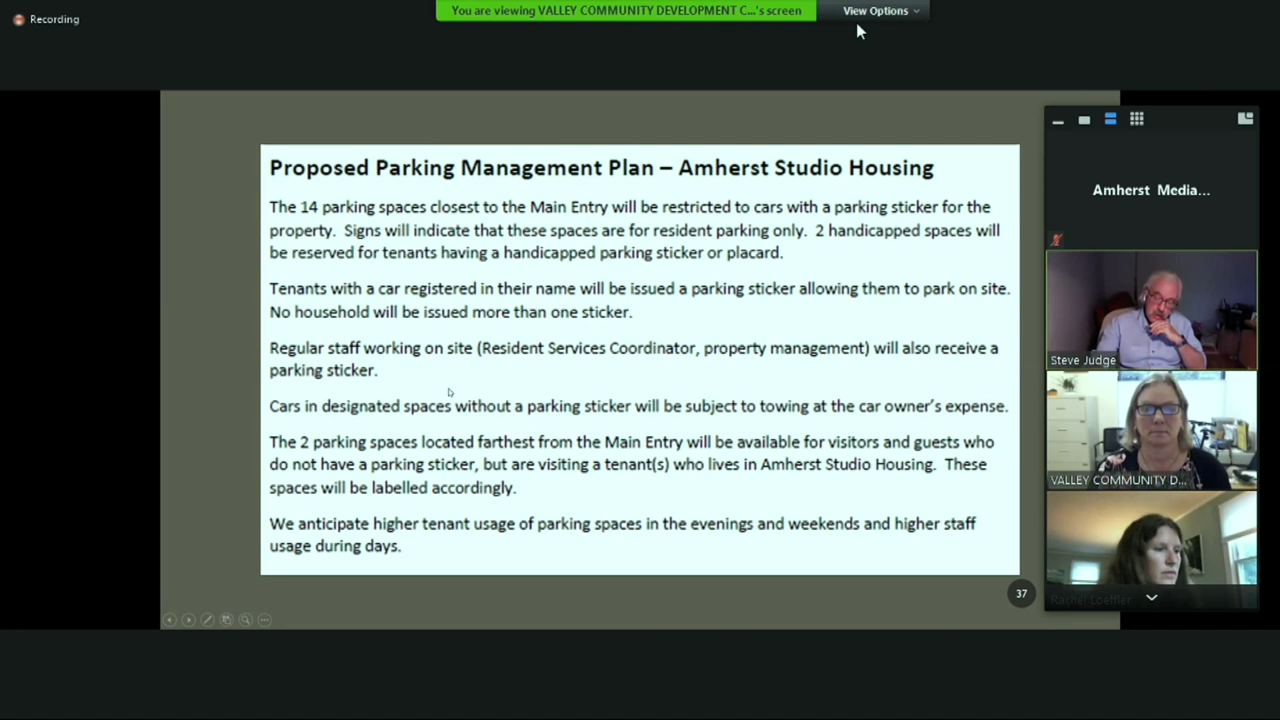 Recording
You are viewing VALLEY COMMUNITY DEVELOPMENT C...'s screen
View Options
Proposed Parking Management Plan – Amherst Studio Housing
The 14 parking spaces closest to the Main Entry will be restricted to cars with a parking sticker for the
property. Signs will indicate that these spaces are for resident parking only. 2 handicapped spaces will
be reserved for tenants having a handicapped parking sticker or placard.
Tenants with a car registered in their name will be issued a parking sticker allowing them to park on site.
No household will be issued more than one sticker.
Regular staff working on site (Resident Services Coordinator, property management) will also receive a
parking sticker.
Cars in designated spaces without a parking sticker will be subject to towing at the car owner's expense.
The 2 parking spaces located farthest from the Main Entry will be available for visitors and guests who
do not have a parking sticker, but are visiting a tenant(s) who lives in Amherst Studio Housing. These
spaces will be labelled accordingly.
We anticipate higher tenant usage of parking spaces in the evenings and weekends and higher staff
usage during days.
37
Amherst Media...
Steve Judge
VALLEY COMMUNITY D...
Rachel Loeffler